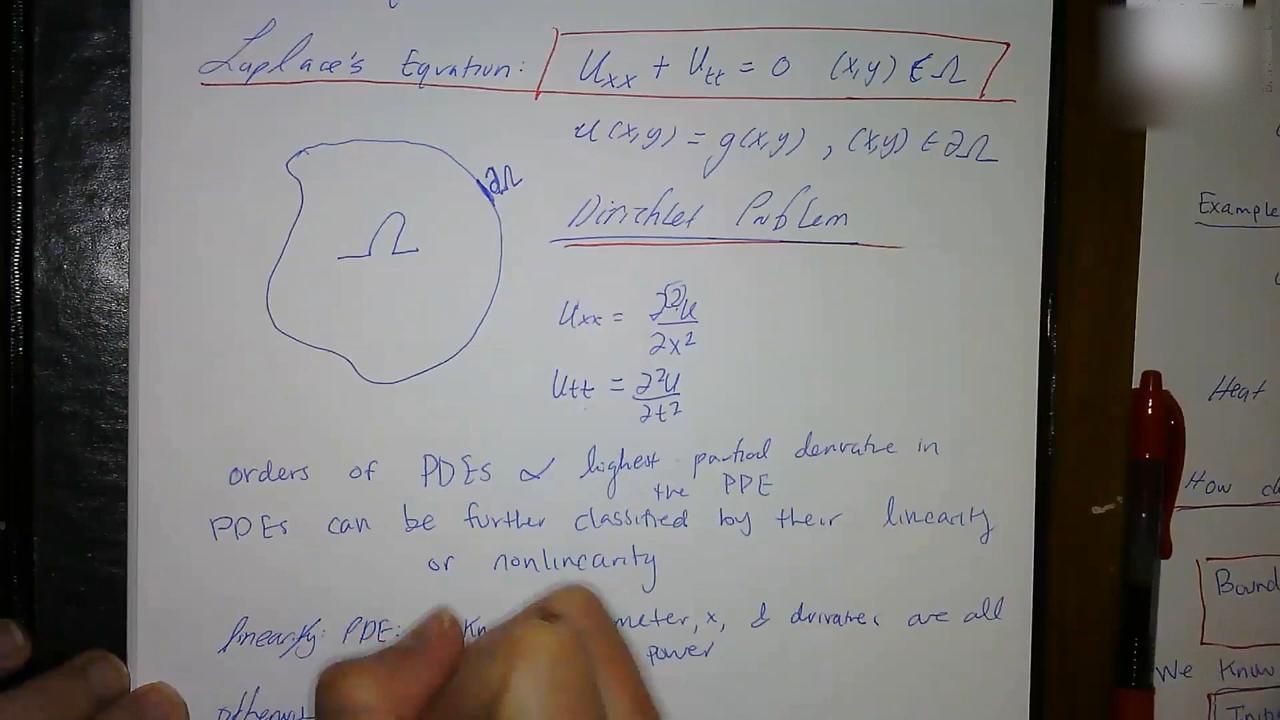 Laplace's Equation: Uxx + Utt = 0 (x,y) ∈ Ω
u(x,y) = g(x,y), (x,y) ∈ ∂Ω
∂Ω
Ω
Dirichlet Problem
Uxx = ∂²u/∂x²
Utt = ∂²u/∂t²
orders of PDEs ∝ highest partial derivative in
the PPE
PDEs can be further classified by their linearity
or nonlinearity
linearity: PDE: meter, x, & are all
power
Example
Heat
How
Bound
We Know